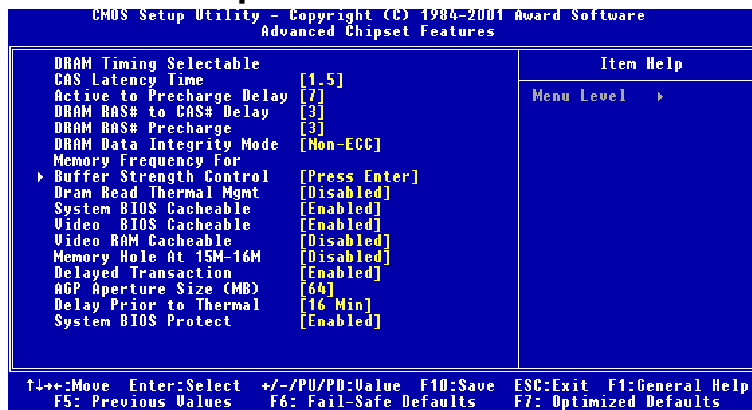 CMOS Setup Utility - Copyright (C) 1984-2001 Award Software
Advanced Chipset Features
DRAM Timing Selectable
CAS Latency Time [1.5]
Active to Precharge Delay [7]
DRAM RAS# to CAS# Delay [3]
DRAM RAS# Precharge [3]
DRAM Data Integrity Mode [Non-ECC]
Memory Frequency For
▸ Buffer Strength Control [Press Enter]
Dram Read Thermal Mgmt [Disabled]
System BIOS Cacheable [Enabled]
Video BIOS Cacheable [Enabled]
Video RAM Cacheable [Disabled]
Memory Hole At 15M-16M [Disabled]
Delayed Transaction [Enabled]
AGP Aperture Size (MB) [64]
Delay Prior to Thermal [16 Min]
System BIOS Protect [Enabled]
Item Help
Menu Level ▸
↑↓→←:Move Enter:Select +/-/PU/PD:Value F10:Save ESC:Exit F1:General Help
F5: Previous Values F6: Fail-Safe Defaults F7: Optimized Defaults